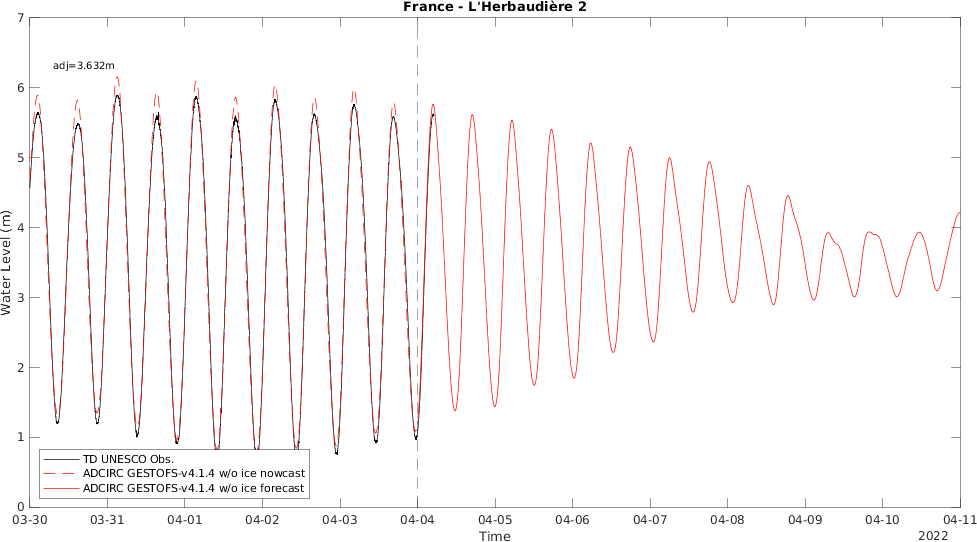 France - L'Herbaudière 2
adj=3.632m
Water Level (m)
7
6
5
4
3
2
1
0
TD UNESCO Obs.
ADCIRC GESTOFS-v4.1.4 w/o ice nowcast
ADCIRC GESTOFS-v4.1.4 w/o ice forecast
03-30 03-31 04-01 04-02 04-03 04-04 04-05 04-06 04-07 04-08 04-09 04-10 04-11
Time
2022